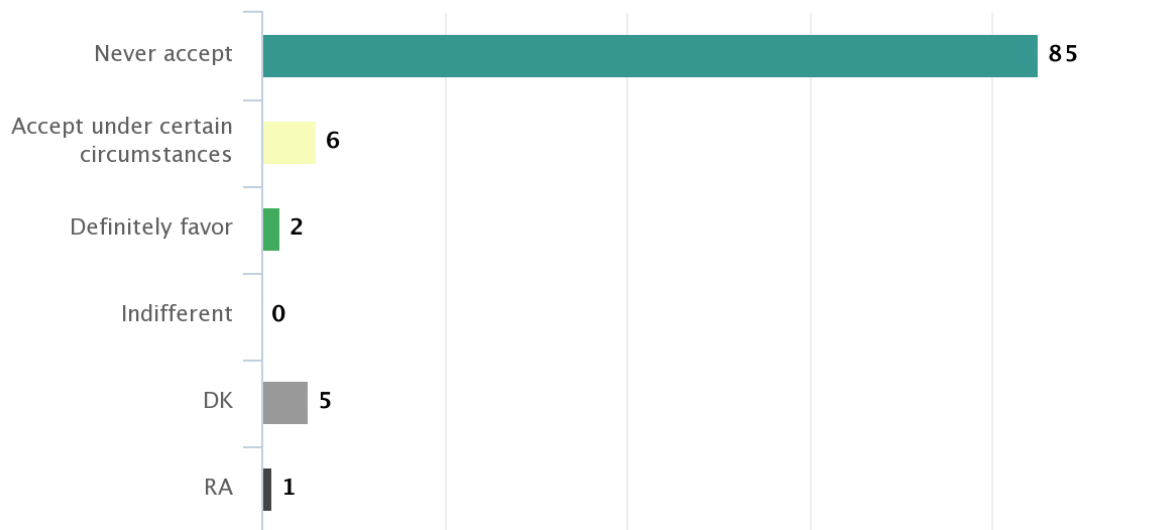 Never accept
85
Accept under certain
circumstances
6
Definitely favor
2
Indifferent
0
DK
5
RA
1